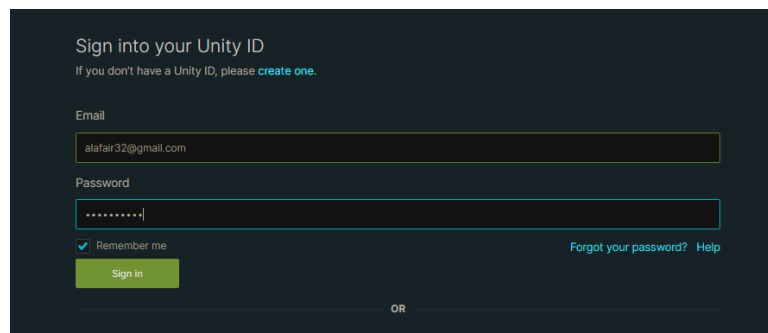 Sign into your Unity ID
If you don't have a Unity ID, please create one.
Email
alafair32@gmail.com
Password
••••••••••
Remember me
Forgot your password? Help
Sign in
OR